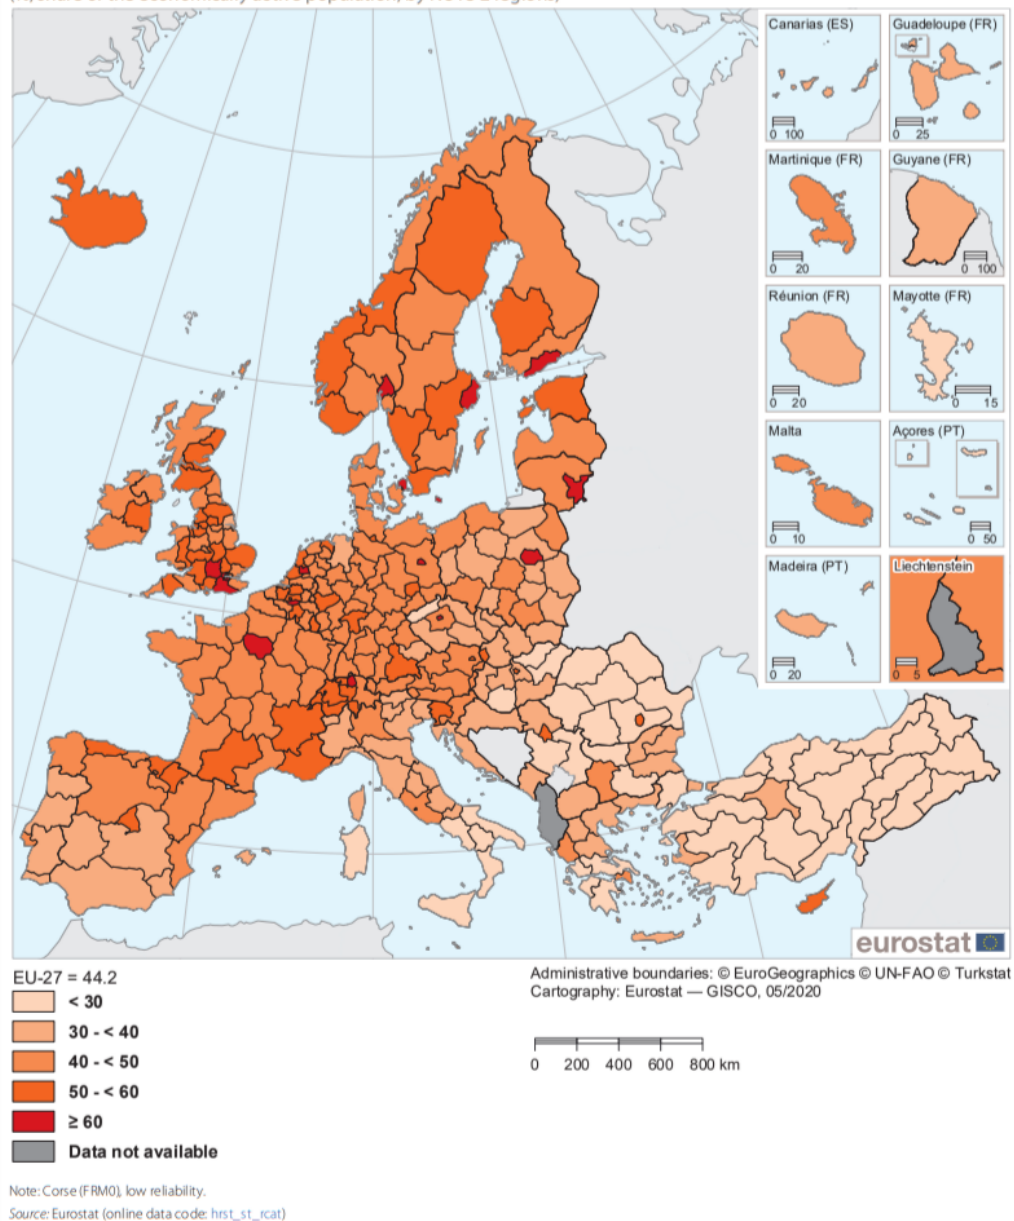 Canarias (ES)
0 100
Guadeloupe (FR)
0 25
Martinique (FR)
0 20
Guyane (FR)
0 100
Réunion (FR)
0 20
Mayotte (FR)
0 15
Malta
0 10
Açores (PT)
0 50
Madeira (PT)
0 20
Liechtenstein
0 5
eurostat
EU-27 = 44.2
< 30
30 - < 40
40 - < 50
50 - < 60
≥ 60
Data not available
Administrative boundaries: © EuroGeographics © UN-FAO © Turkstat
Cartography: Eurostat — GISCO, 05/2020
0 200 400 600 800 km
Note: Corse (FRM0), low reliability.
Source: Eurostat (online data code: hrst_st_rcat)